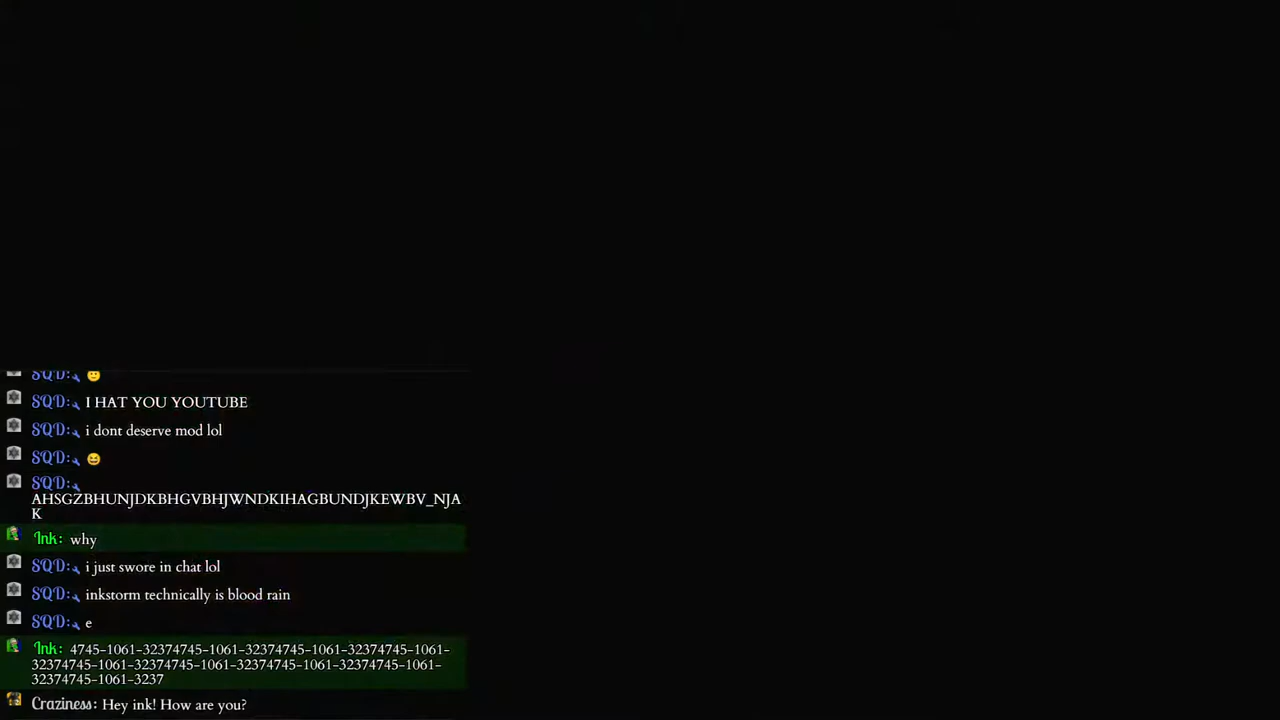 SQD: 🙂
SQD: I HAT YOU YOUTUBE
SQD: i dont deserve mod lol
SQD: 😆
SQD:
AHSGZBHUNJDKBHGVBHJWNDKIHAGBUNDJKEWBV_NJA
K
Ink: why
SQD: i just swore in chat lol
SQD: inkstorm technically is blood rain
SQD: e
Ink: 4745-1061-32374745-1061-32374745-1061-32374745-1061-
32374745-1061-32374745-1061-32374745-1061-32374745-1061-
32374745-1061-3237
Craziness: Hey ink! How are you?